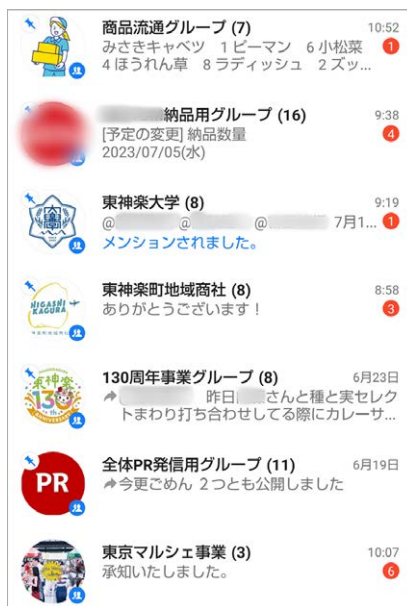 商品流通グループ (7)
10:52
みさきキャベツ 1ピーマン 6小松菜
4ほうれん草 8ラディッシュ 2ズッ...
1
納品用グループ (16)
9:38
[予定の変更] 納品数量
2023/07/05(水)
4
東神楽大学 (8)
9:19
@ @ @ 7月1...
1
メンションされました。
HIGASHI
KAGURA
東神楽町地域商社 (8)
8:58
ありがとうございます！
3
東神楽
130
th
130周年事業グループ (8)
6月23日
昨日 さんと種と実セレク
トまわり打ち合わせしてる際にカレーサ...
PR
全体PR発信用グループ (11)
6月19日
今更ごめん 2つとも公開しました
東京マルシェ事業 (3)
10:07
承知いたしました。
6